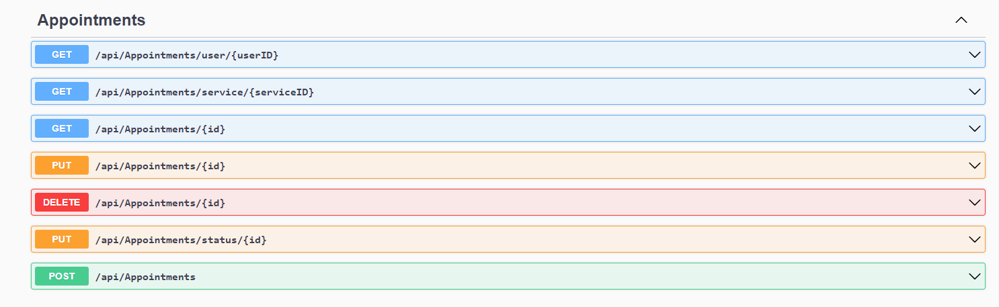 Appointments
GET /api/Appointments/user/{userID}
GET /api/Appointments/service/{serviceID}
GET /api/Appointments/{id}
PUT /api/Appointments/{id}
DELETE /api/Appointments/{id}
PUT /api/Appointments/status/{id}
POST /api/Appointments